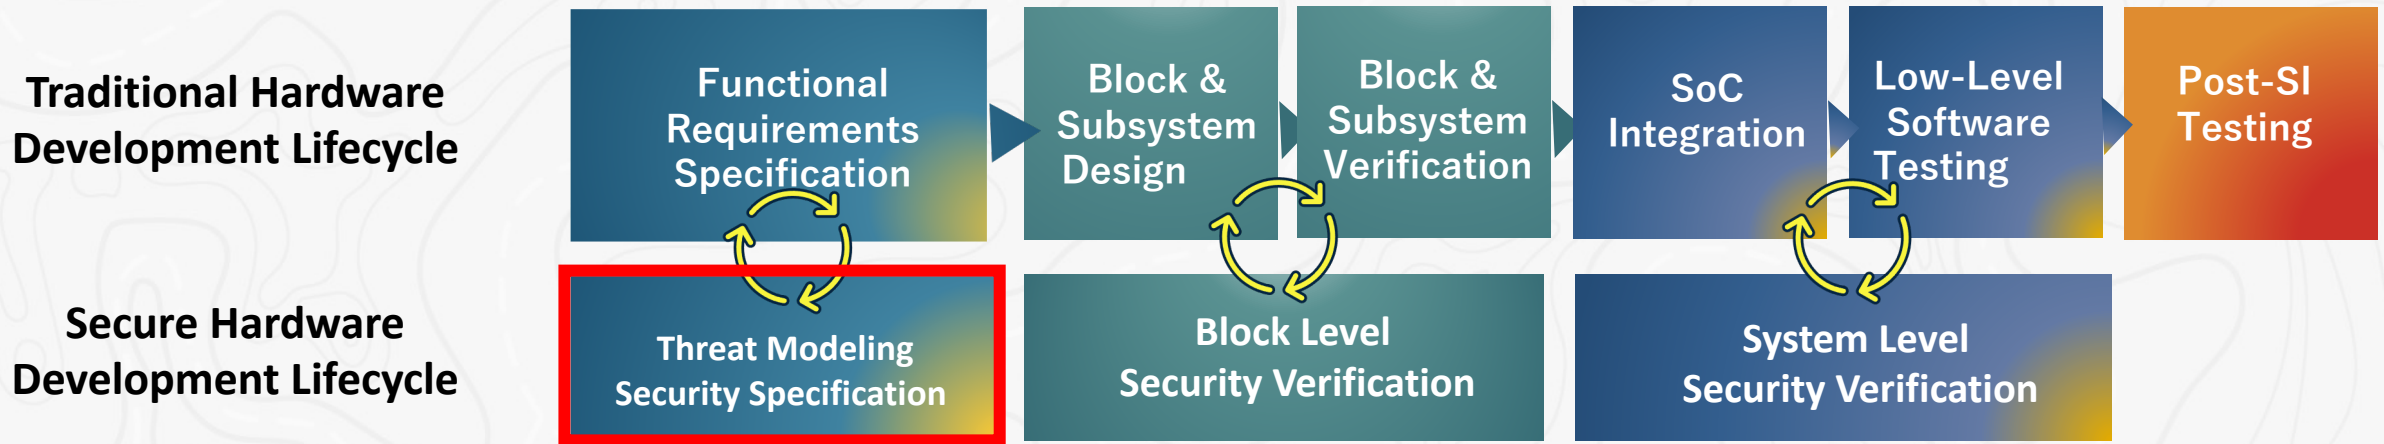 Traditional Hardware
Development Lifecycle
Functional
Requirements
Specification
Block &
Subsystem
Design
Block &
Subsystem
Verification
SoC
Integration
Low-Level
Software
Testing
Post-SI
Testing
Secure Hardware
Development Lifecycle
Threat Modeling
Security Specification
Block Level
Security Verification
System Level
Security Verification